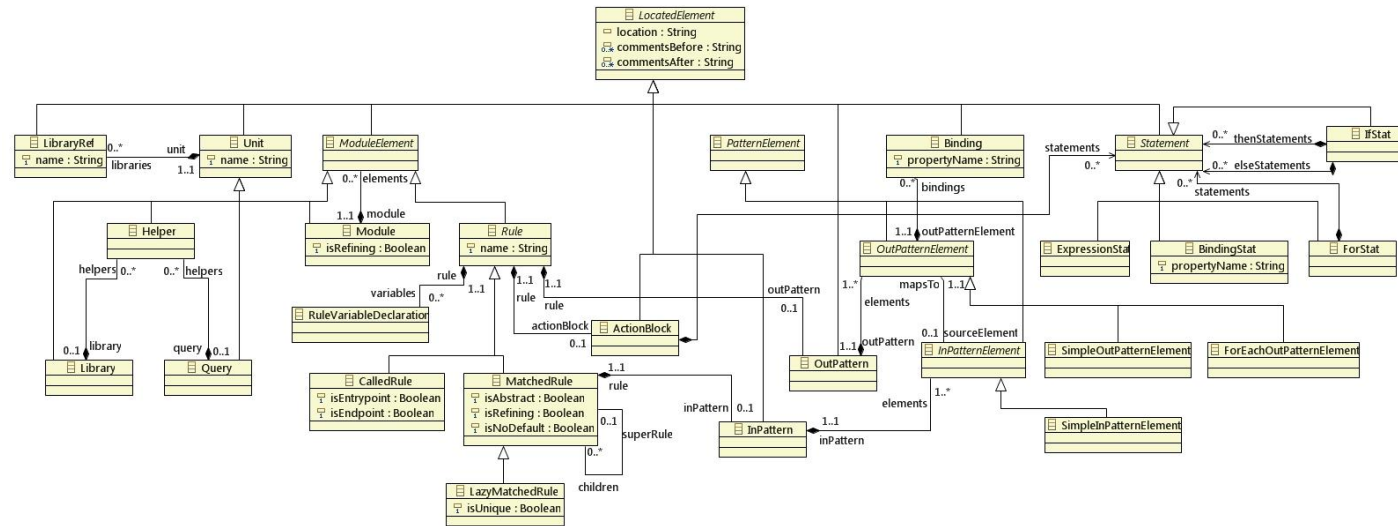 LocatedElement
location : String
0..* commentsBefore : String
0..* commentsAfter : String
LibraryRef
name : String
0..*
libraries
unit
1..1
Unit
name : String
ModuleElement
0..*
elements
PatternElement
Binding
propertyName : String
0..*
bindings
statements
0..*
Statement
0..*
thenStatements
0..*
elseStatements
0..*
statements
IfStat
Helper
helpers
0..*
0..*
helpers
1..1
module
Module
isRefining : Boolean
Rule
name : String
rule
1..1
1..1
rule
1..1
rule
1..1
outPatternElement
OutPatternElement
ExpressionStat
BindingStat
propertyName : String
ForStat
variables
0..*
RuleVariableDeclaration
actionBlock
0..1
ActionBlock
outPattern
0..1
1..*
elements
mapsTo
1..1
0..1
sourceElement
1..1
outPattern
OutPattern
InPatternElement
SimpleOutPatternElement
ForEachOutPatternElement
0..1
library
Library
query
0..1
Query
CalledRule
isEntrypoint : Boolean
isEndpoint : Boolean
MatchedRule
isAbstract : Boolean
isRefining : Boolean
isNoDefault : Boolean
1..1
rule
0..1
superRule
0..*
children
inPattern
0..1
InPattern
1..1
inPattern
elements
1..*
SimpleInPatternElement
LazyMatchedRule
isUnique : Boolean